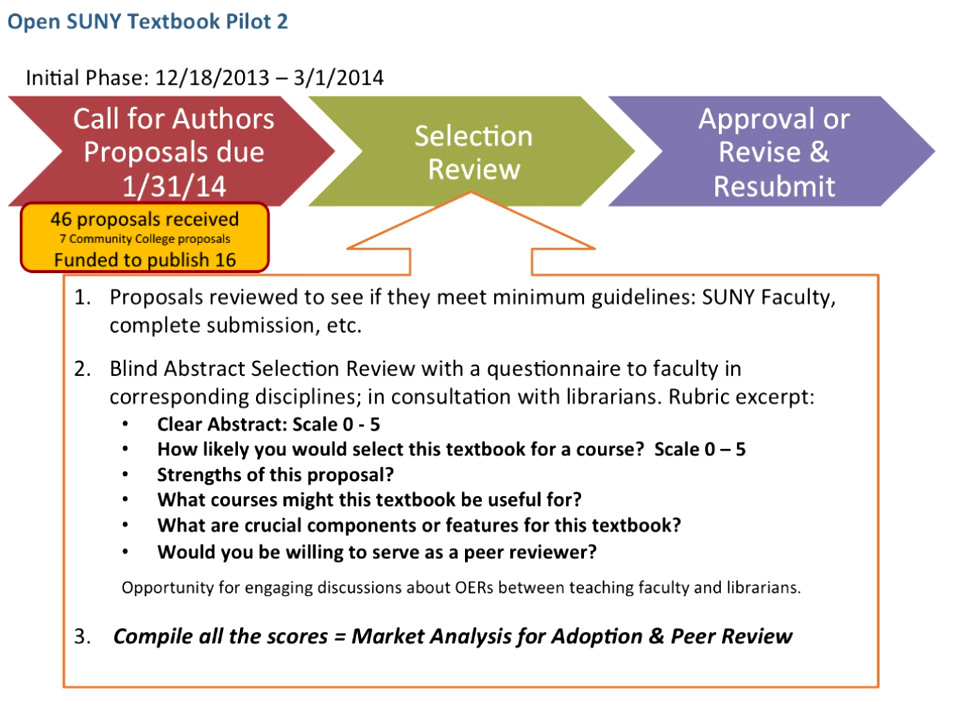 Open SUNY Textbook Pilot 2
Initial Phase: 12/18/2013 – 3/1/2014
Call for Authors
Proposals due
1/31/14
Selection
Review
Approval or
Revise &
Resubmit
46 proposals received
7 Community College proposals
Funded to publish 16
1. Proposals reviewed to see if they meet minimum guidelines: SUNY Faculty,
complete submission, etc.
2. Blind Abstract Selection Review with a questionnaire to faculty in
corresponding disciplines; in consultation with librarians. Rubric excerpt:
• Clear Abstract: Scale 0 - 5
• How likely you would select this textbook for a course? Scale 0 – 5
• Strengths of this proposal?
• What courses might this textbook be useful for?
• What are crucial components or features for this textbook?
• Would you be willing to serve as a peer reviewer?
Opportunity for engaging discussions about OERs between teaching faculty and librarians.
3. Compile all the scores = Market Analysis for Adoption & Peer Review